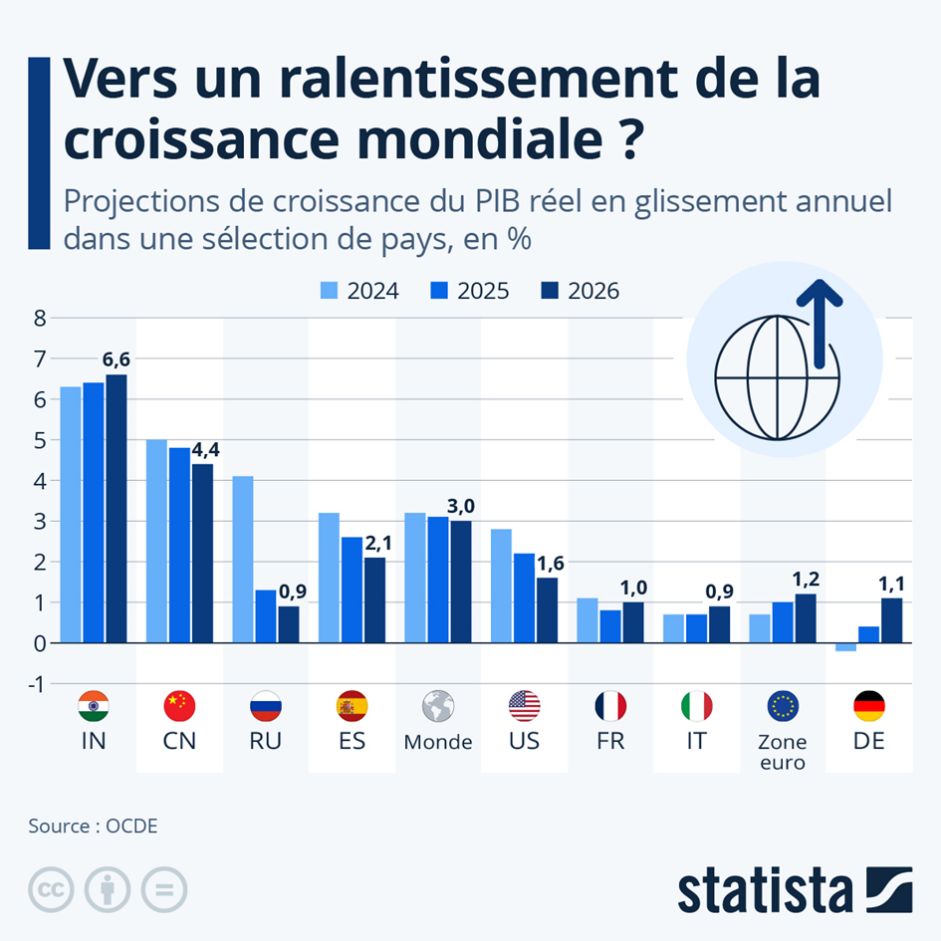 Vers un ralentissement de la
croissance mondiale ?
Projections de croissance du PIB réel en glissement annuel
dans une sélection de pays, en %
2024 2025 2026
8
7
6
5
4
3
2
1
0
-1
6,6
4,4
0,9
2,1
3,0
1,6
1,0
0,9
1,2
1,1
IN CN RU ES Monde US FR IT Zone euro DE
Source : OCDE
cc
statista